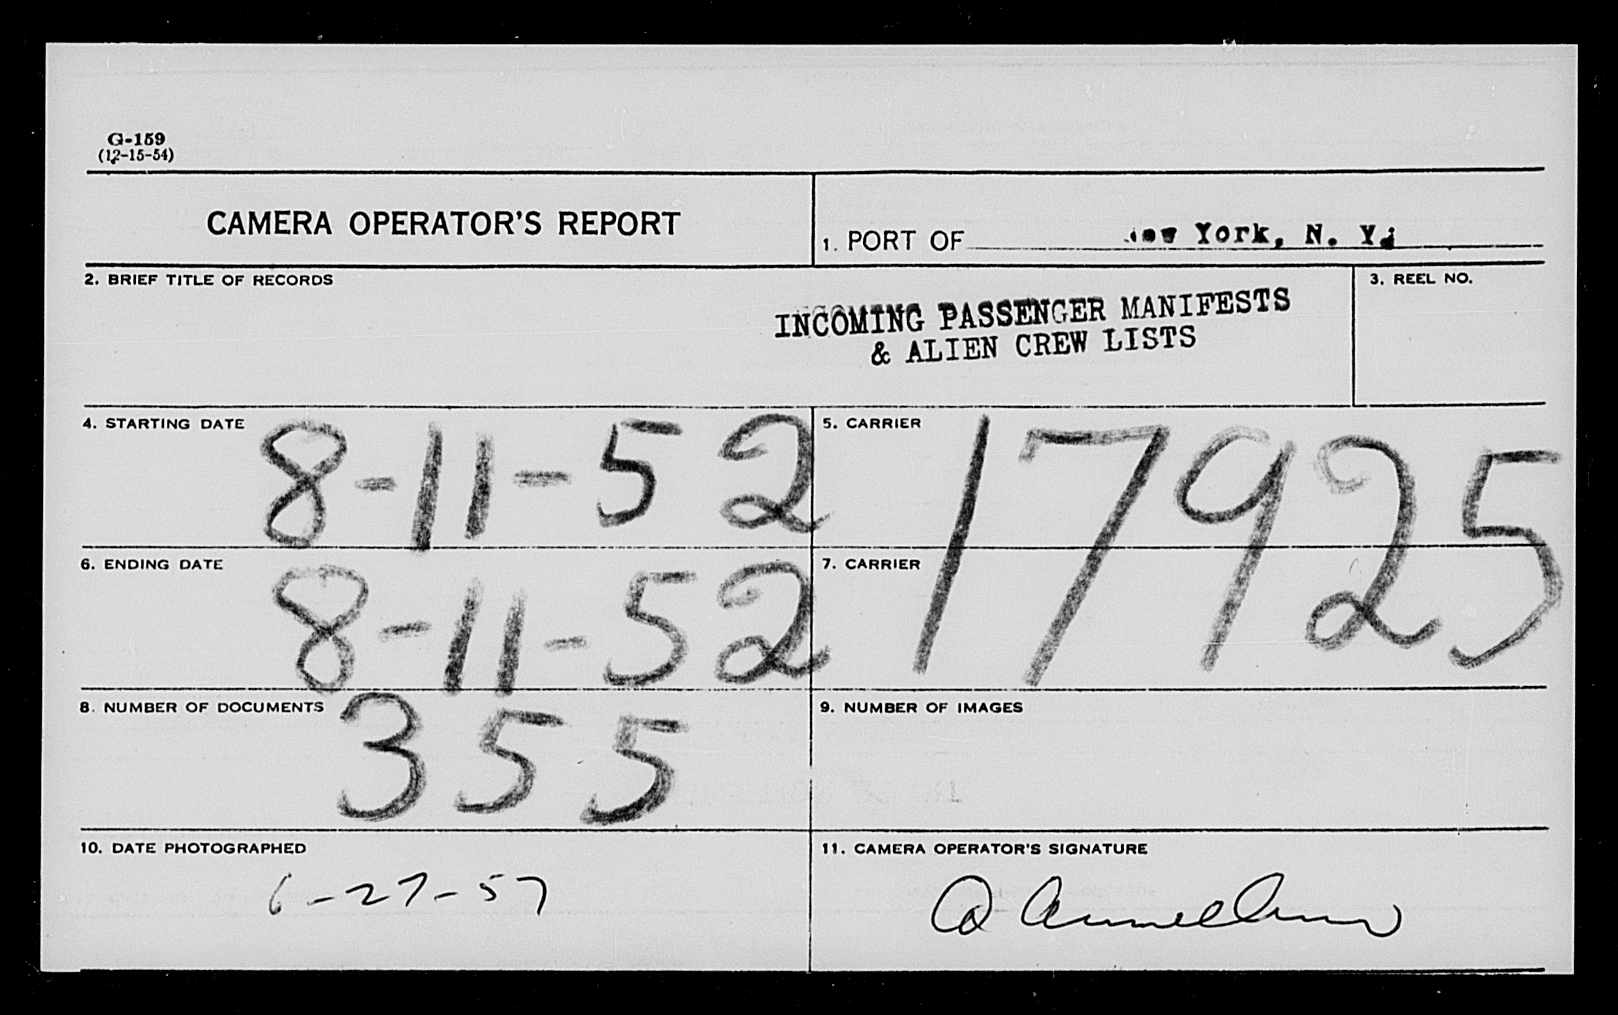 G-159
(12-15-54)
CAMERA OPERATOR'S REPORT
1. PORT OF New York, N. Y.
2. BRIEF TITLE OF RECORDS
INCOMING PASSENGER MANIFESTS
& ALIEN CREW LISTS
3. REEL NO.
4. STARTING DATE 8-11-52
5. CARRIER
17925
6. ENDING DATE 8-11-52
7. CARRIER
8. NUMBER OF DOCUMENTS 355
9. NUMBER OF IMAGES
10. DATE PHOTOGRAPHED
6-27-57
11. CAMERA OPERATOR'S SIGNATURE